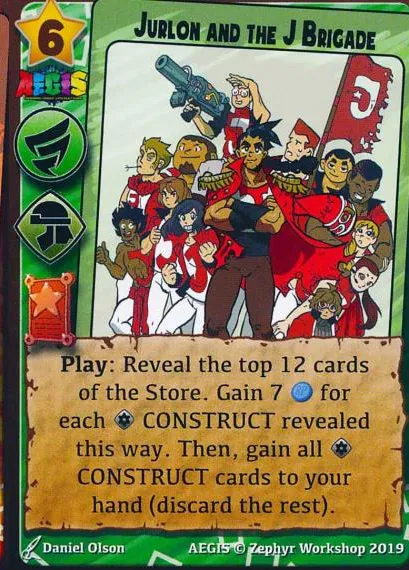 JURLON AND THE J BRIGADE
6
AEGIS
Play: Reveal the top 12 cards
of the Store. Gain 7 for
each CONSTRUCT revealed
this way. Then, gain all
CONSTRUCT cards to your
hand (discard the rest).
Daniel Olson
AEGIS © Zephyr Workshop 2019